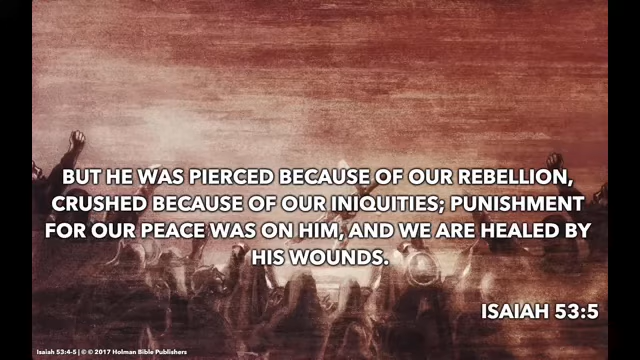 BUT HE WAS PIERCED BECAUSE OF OUR REBELLION,
CRUSHED BECAUSE OF OUR INIQUITIES; PUNISHMENT
FOR OUR PEACE WAS ON HIM, AND WE ARE HEALED BY
HIS WOUNDS.
ISAIAH 53:5
Isaiah 53:4-5 | © © 2017 Holman Bible Publishers